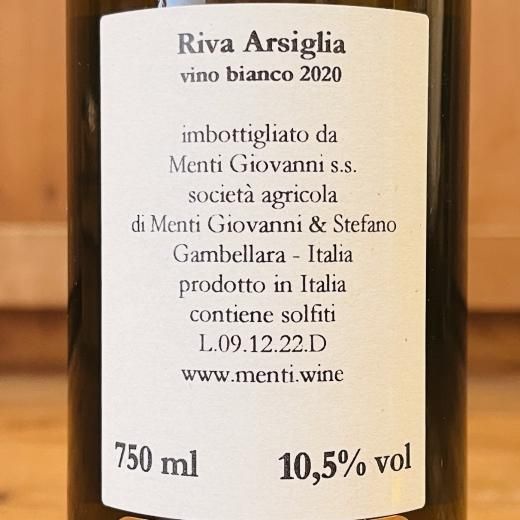 Riva Arsiglia
vino bianco 2020
imbottigliato da
Menti Giovanni s.s.
società agricola
di Menti Giovanni & Stefano
Gambellara - Italia
prodotto in Italia
contiene solfiti
L.09.12.22.D
www.menti.wine
750 ml 10,5% vol